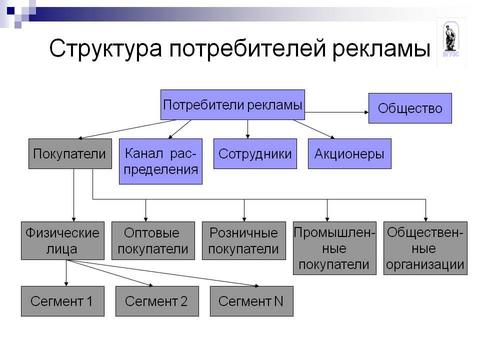 Структура потребителей рекламы
Потребители рекламы
Общество
Покупатели
Канал рас-
пределения
Сотрудники
Акционеры
Физические
лица
Оптовые
покупатели
Розничные
покупатели
Промышлен-
ные
покупатели
Обществен-
ные
организации
Сегмент 1
Сегмент 2
Сегмент N